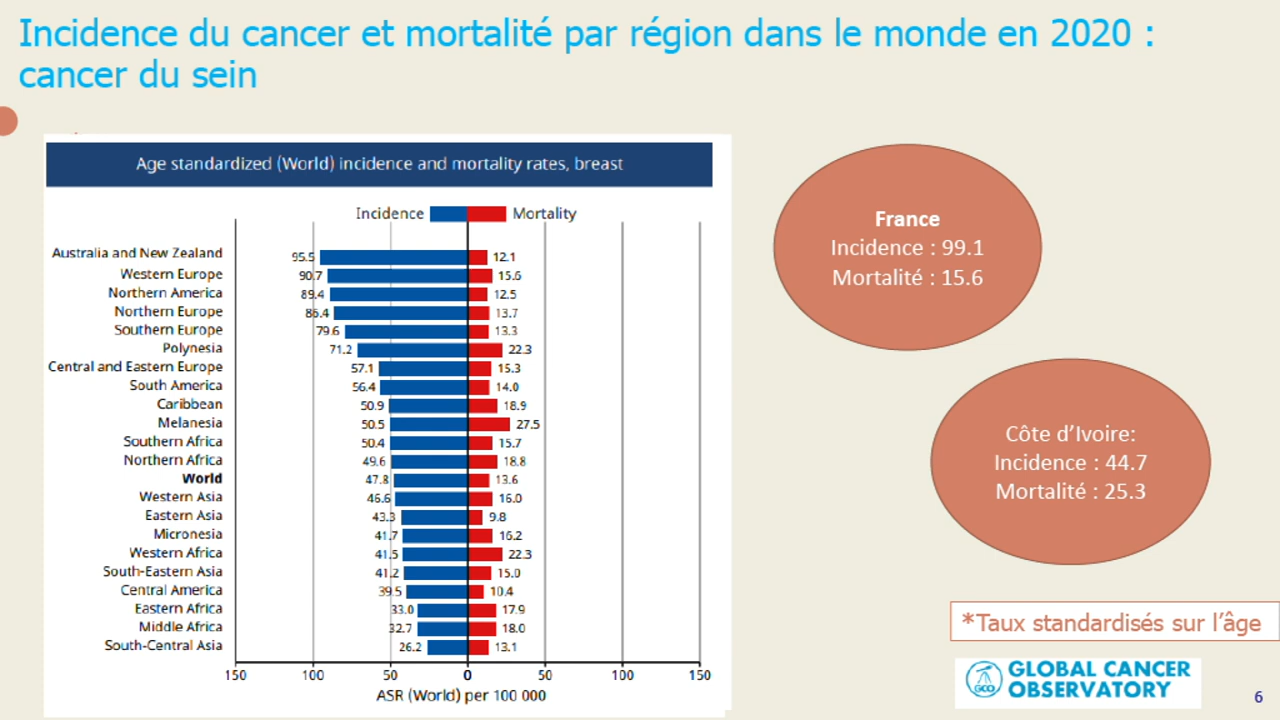 Incidence du cancer et mortalité par région dans le monde en 2020 :
cancer du sein
Age standardized (World) incidence and mortality rates, breast
Incidence Mortality
Australia and New Zealand 95.5 12.1
Western Europe 90.7 15.6
Northern America 89.4 12.5
Northern Europe 86.4 13.7
Southern Europe 79.6 13.3
Polynesia 71.2 22.3
Central and Eastern Europe 57.1 15.3
South America 56.4 14.0
Caribbean 50.9 18.9
Melanesia 50.5 27.5
Southern Africa 50.4 15.7
Northern Africa 49.6 18.8
World 47.8 13.6
Western Asia 46.6 16.0
Eastern Asia 43.3 9.8
Micronesia 41.7 16.2
Western Africa 41.5 22.3
South-Eastern Asia 41.2 15.0
Central America 39.5 10.4
Eastern Africa 33.0 17.9
Middle Africa 32.7 18.0
South-Central Asia 26.2 13.1
150 100 50 0 50 100 150
ASR (World) per 100 000
France
Incidence : 99.1
Mortalité : 15.6
Côte d’Ivoire:
Incidence : 44.7
Mortalité : 25.3
*Taux standardisés sur l’âge
GCO
GLOBAL CANCER
OBSERVATORY
6